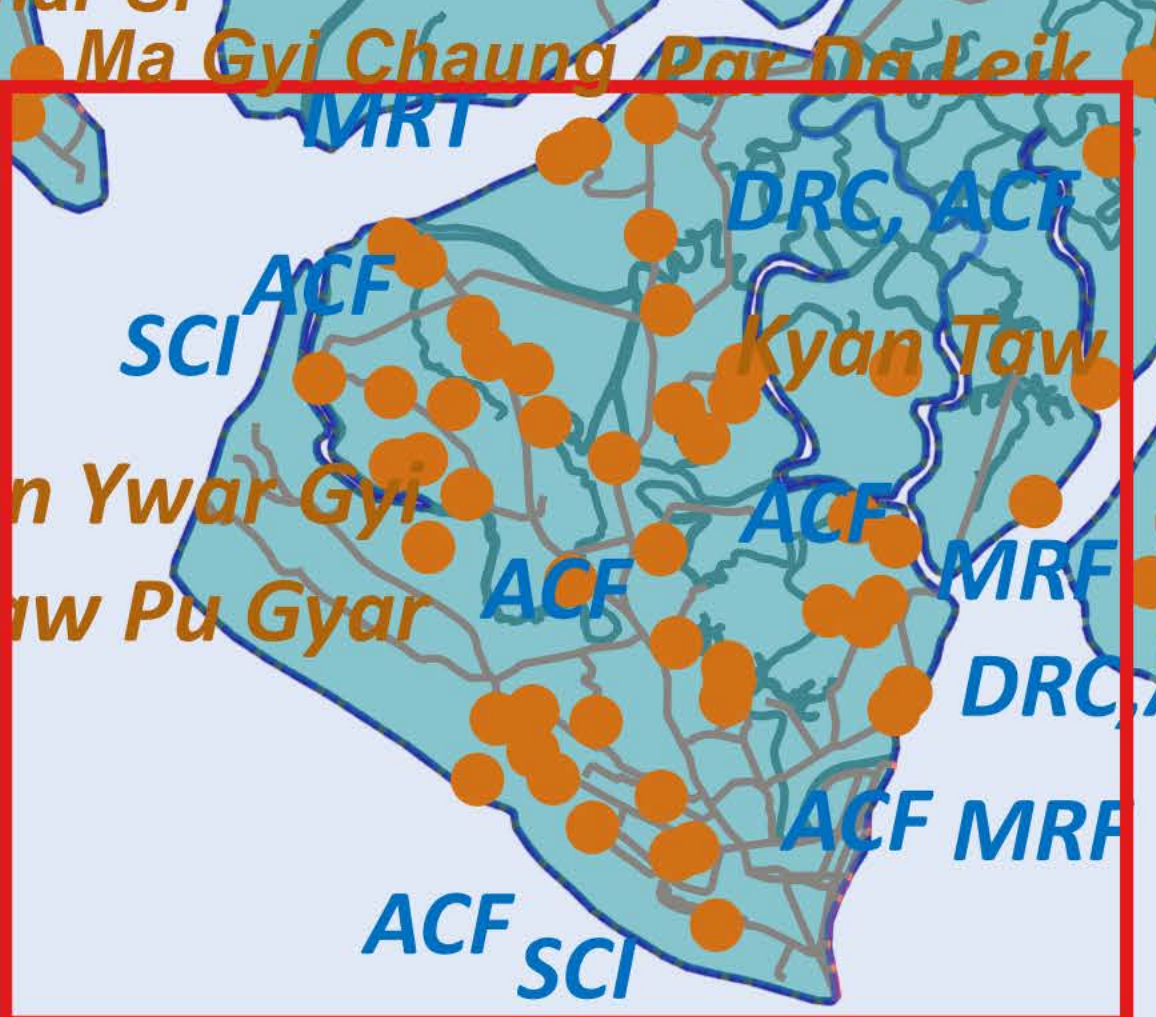 Ma Gyi Chaung Par Da Leik
MRT
DRC, ACF
ACF
SCI
Kyan Taw
n Ywar Gyi
ACF
MRF
ACF
aw Pu Gyar
DRC,
ACF MRF
ACF
SCI